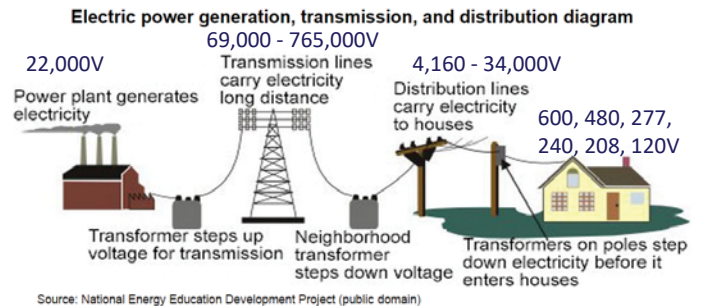 Electric power generation, transmission, and distribution diagram
22,000V
Power plant generates
electricity
69,000 - 765,000V
Transmission lines
carry electricity
long distance
4,160 - 34,000V
Distribution lines
carry electricity
to houses
600, 480, 277,
240, 208, 120V
Transformer steps up
voltage for transmission
Neighborhood
transformer
steps down voltage
Transformers on poles step
down electricity before it
enters houses
Source: National Energy Education Development Project (public domain)